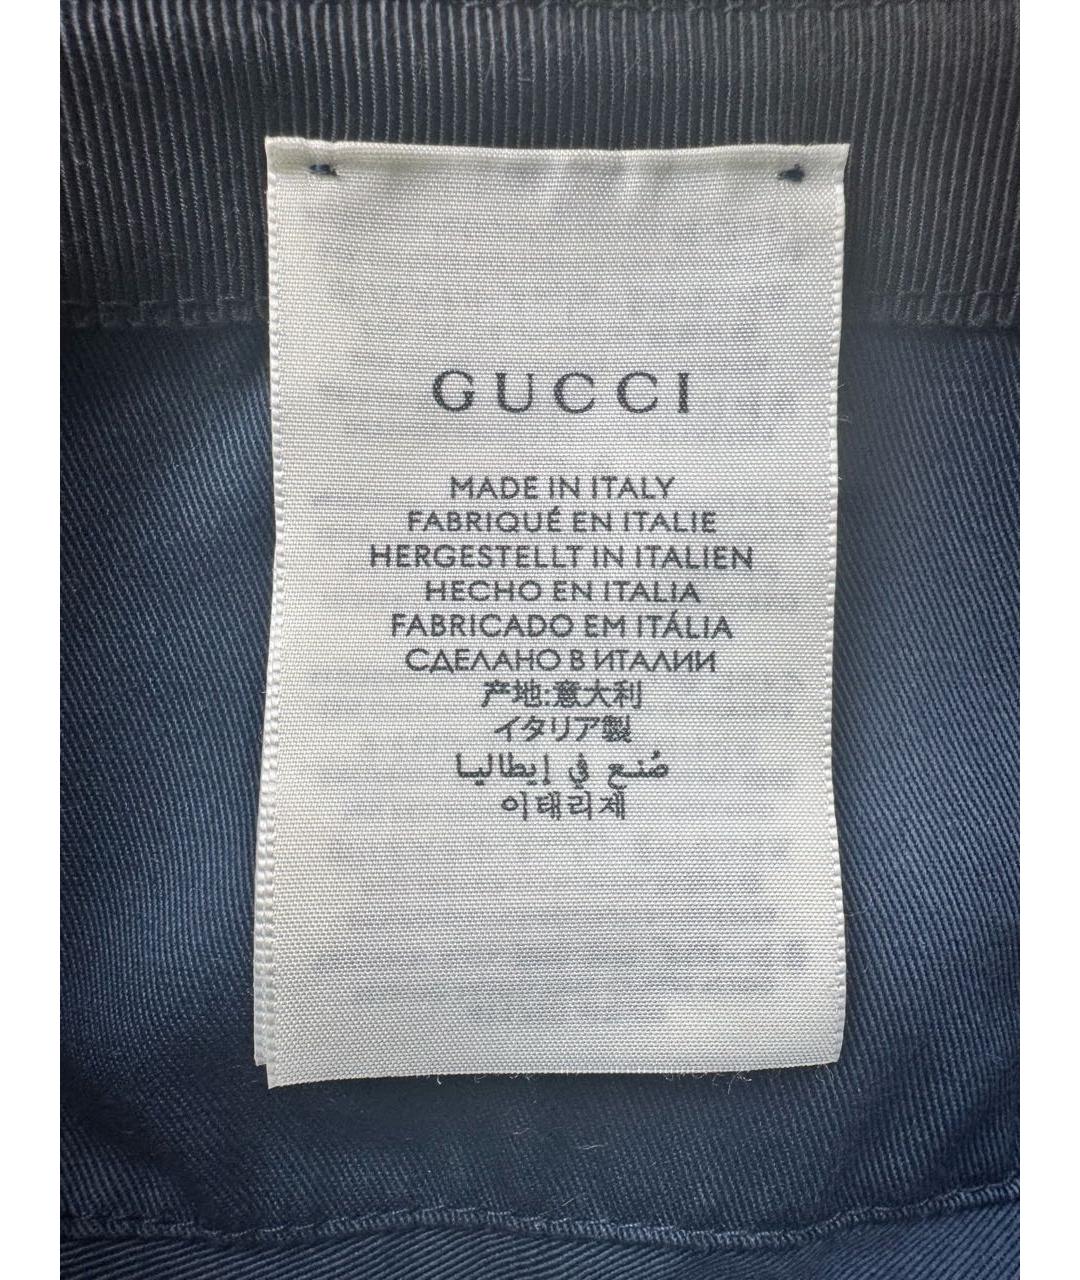 GUCCI
MADE IN ITALY
FABRIQUÉ EN ITALIE
HERGESTELLT IN ITALIEN
HECHO EN ITALIA
FABRICADO EM ITÁLIA
СДЕЛАНО В ИТАЛИИ
产地:意大利
イタリア製
صُنع في إيطاليا
이태리제